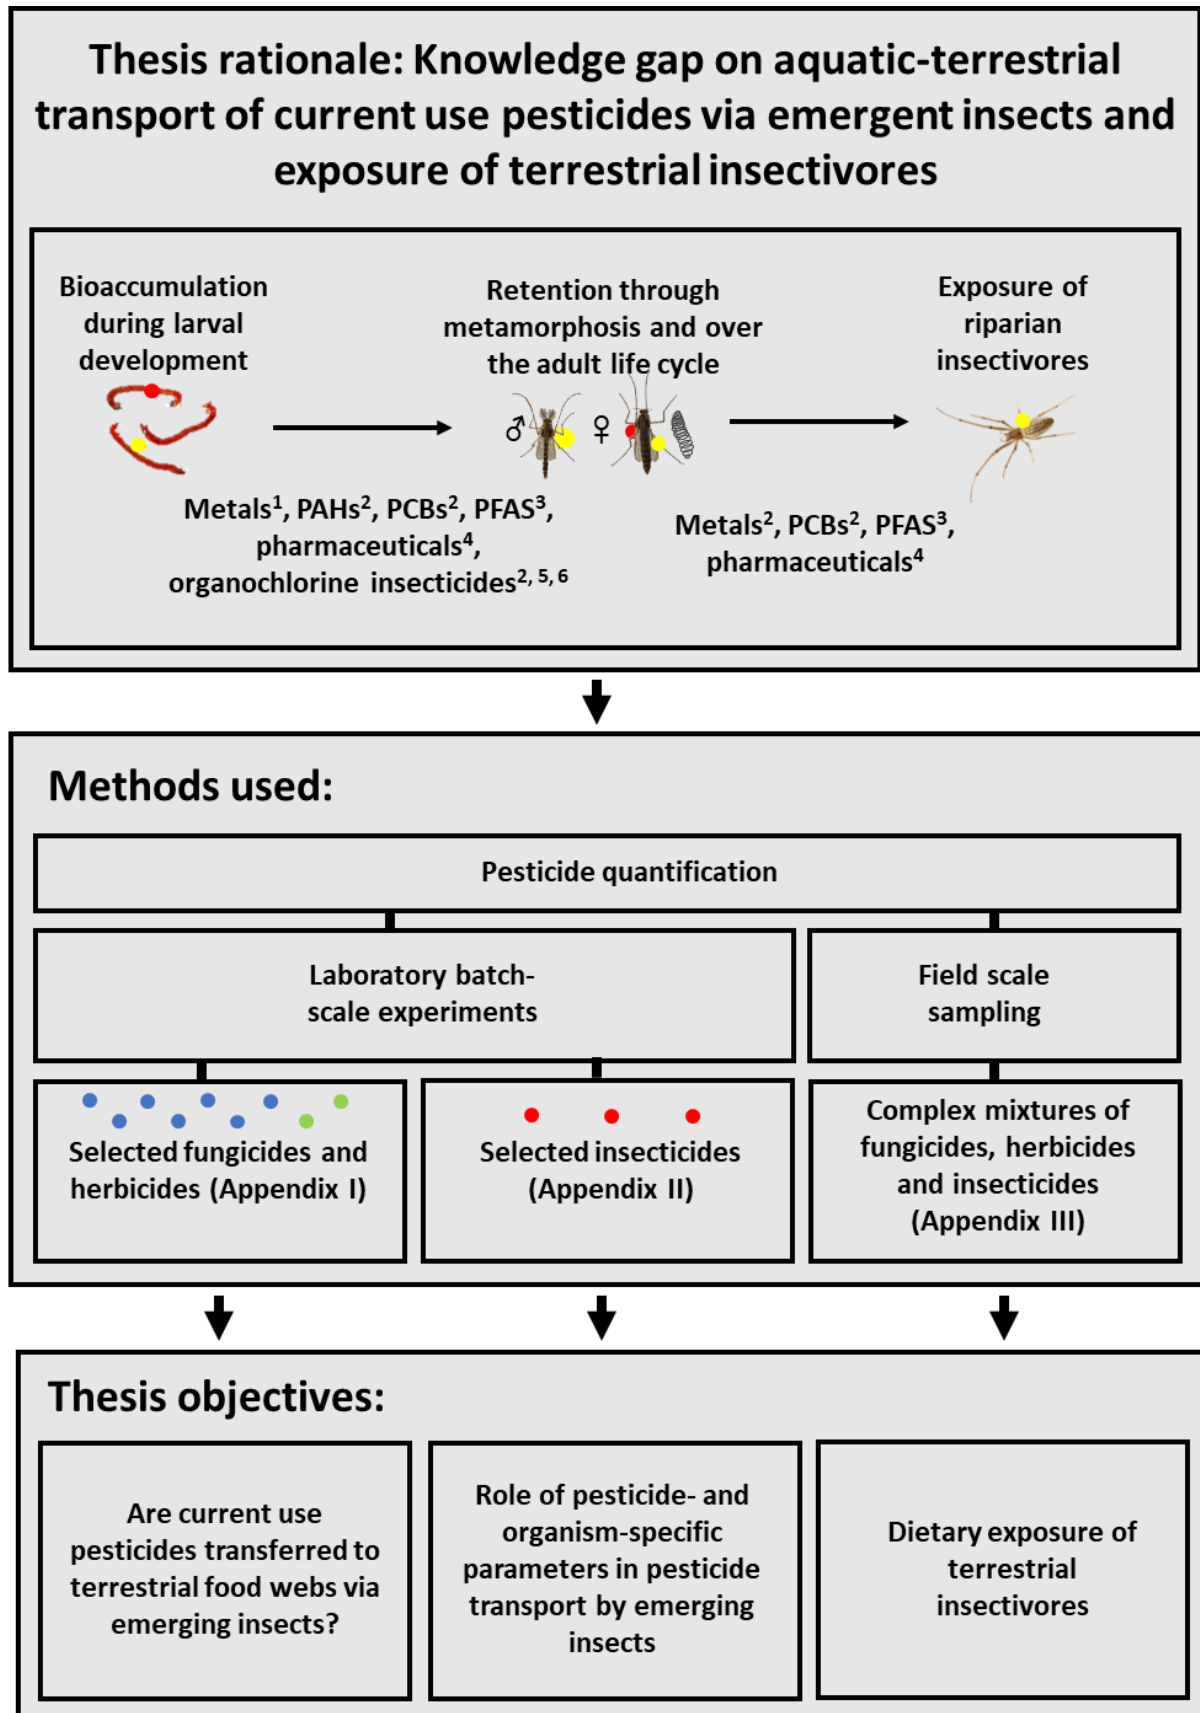 Thesis rationale: Knowledge gap on aquatic-terrestrial
transport of current use pesticides via emergent insects and
exposure of terrestrial insectivores
Bioaccumulation
during larval
development
Retention through
metamorphosis and over
the adult life cycle
Exposure of
riparian
insectivores
♂ ♀
Metals¹, PAHs², PCBs², PFAS³,
pharmaceuticals⁴,
organochlorine insecticides²,⁵,⁶
Metals², PCBs², PFAS³,
pharmaceuticals⁴
Methods used:
Pesticide quantification
Laboratory batch-
scale experiments
Field scale
sampling
Selected fungicides and
herbicides (Appendix I)
Selected insecticides
(Appendix II)
Complex mixtures of
fungicides, herbicides
and insecticides
(Appendix III)
Thesis objectives:
Are current use
pesticides transferred to
terrestrial food webs via
emerging insects?
Role of pesticide- and
organism-specific
parameters in pesticide
transport by emerging
insects
Dietary exposure of
terrestrial
insectivores